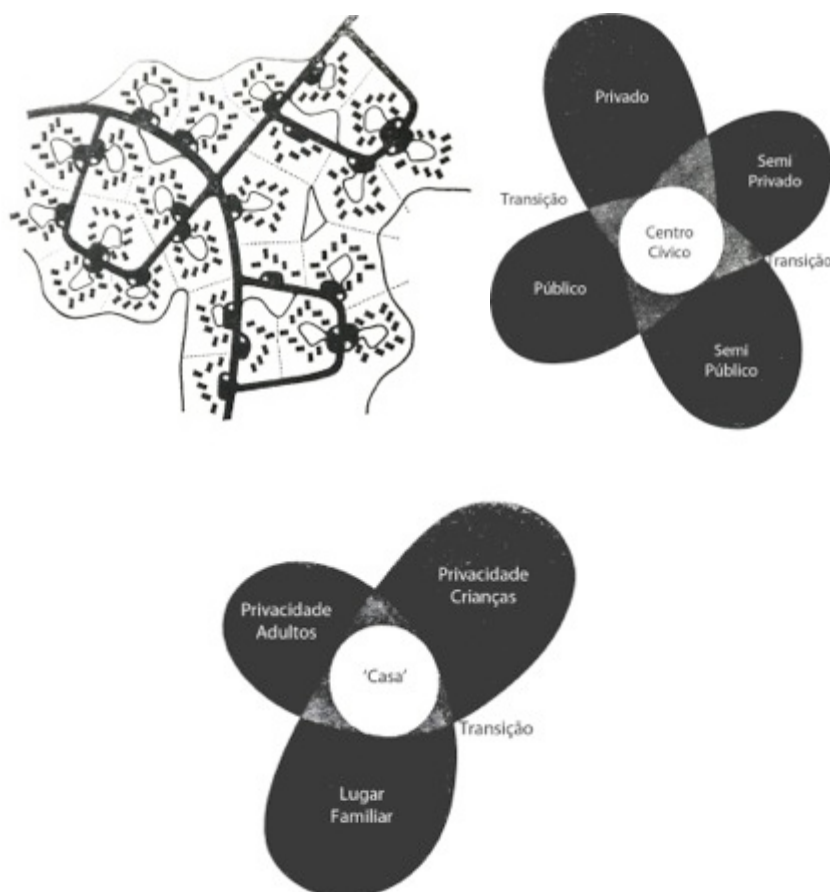 Privado
Semi
Privado
Transição
Centro
Cívico
Transição
Público
Semi
Público
Privacidade
Crianças
Privacidade
Adultos
'Casa'
Transição
Lugar
Familiar